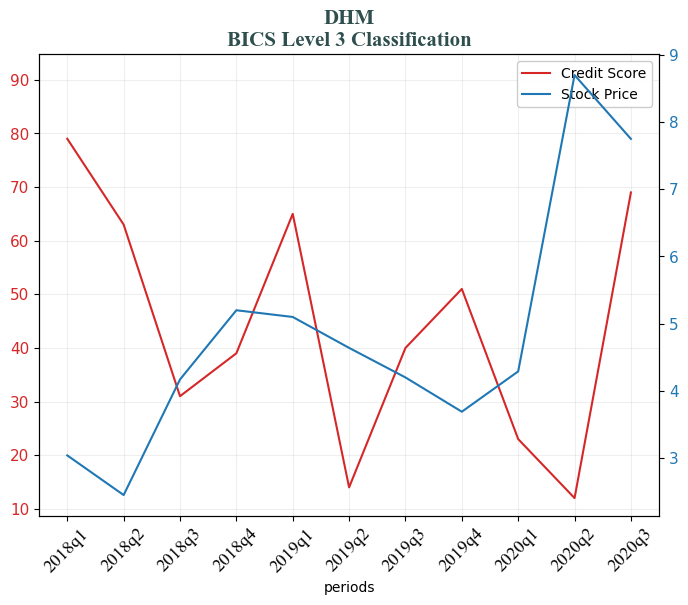 DHM
BICS Level 3 Classification
Credit Score
Stock Price
90
80
70
60
50
40
30
20
10
9
8
7
6
5
4
3
2018q1
2018q2
2018q3
2018q4
2019q1
2019q2
2019q3
2019q4
2020q1
2020q2
2020q3
periods